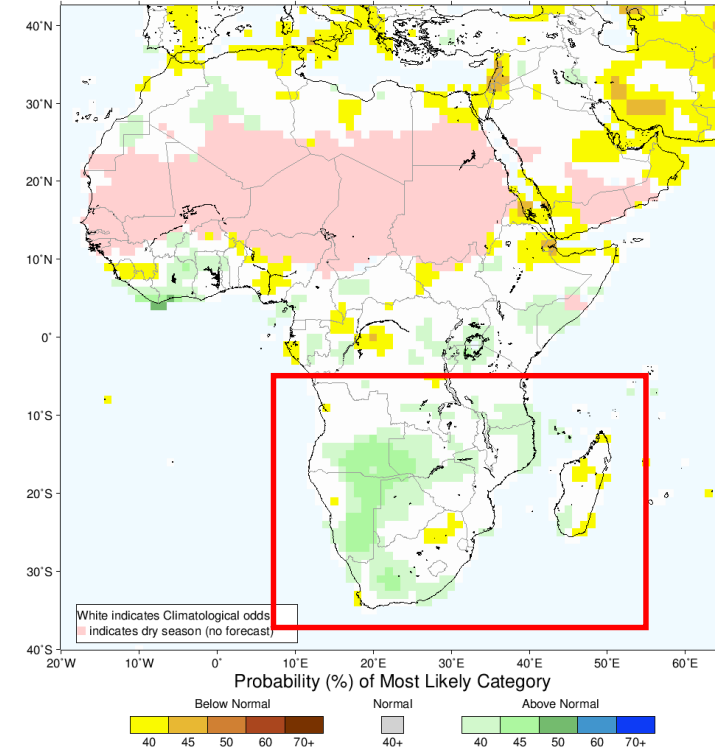 40°N
30°N
20°N
10°N
0°
10°S
20°S
30°S
40°S
White indicates Climatological odds
indicates dry season (no forecast)
20°W 10°W 0° 10°E 20°E 30°E 40°E 50°E 60°E
Probability (%) of Most Likely Category
Below Normal Normal Above Normal
40 45 50 60 70+ 40+ 40 45 50 60 70+